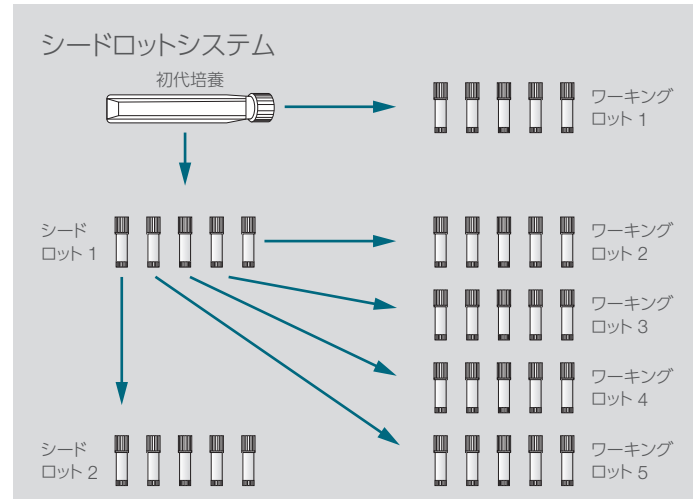 シードロットシステム
初代培養
ワーキング
ロット 1
シード
ロット 1
ワーキング
ロット 2
ワーキング
ロット 3
ワーキング
ロット 4
シード
ロット 2
ワーキング
ロット 5